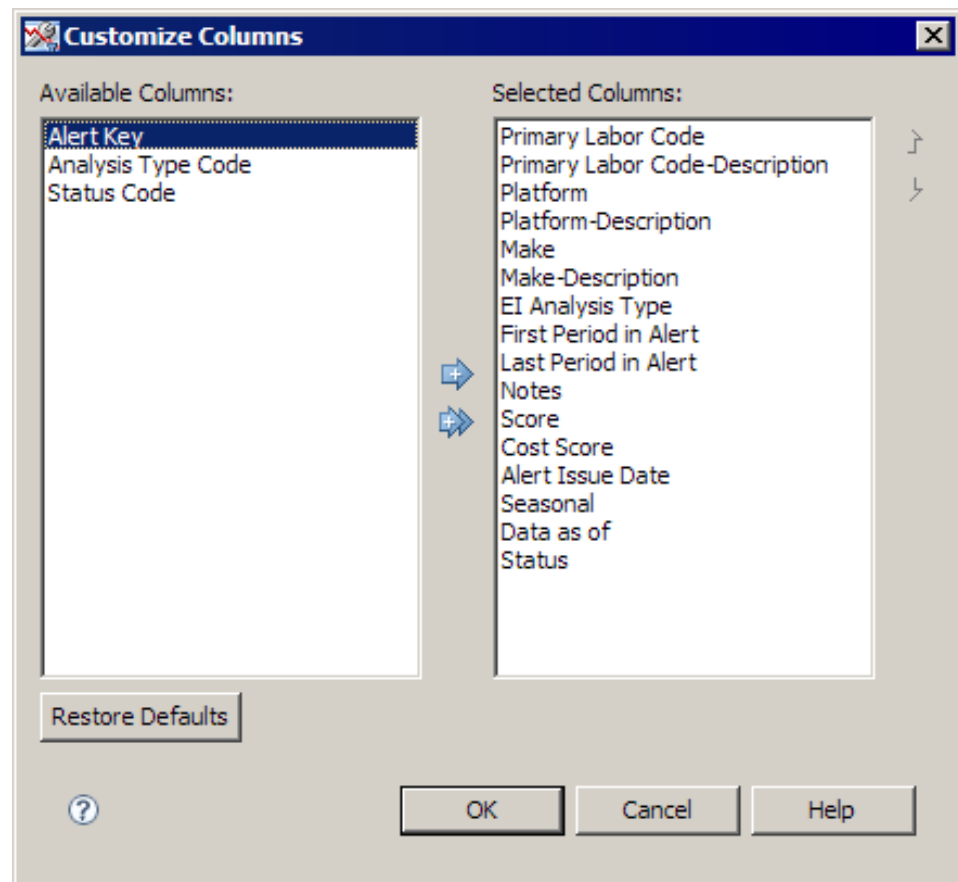 Customize Columns
Available Columns:
Alert Key
Analysis Type Code
Status Code
Selected Columns:
Primary Labor Code
Primary Labor Code-Description
Platform
Platform-Description
Make
Make-Description
EI Analysis Type
First Period in Alert
Last Period in Alert
Notes
Score
Cost Score
Alert Issue Date
Seasonal
Data as of
Status
Restore Defaults
?
OK
Cancel
Help